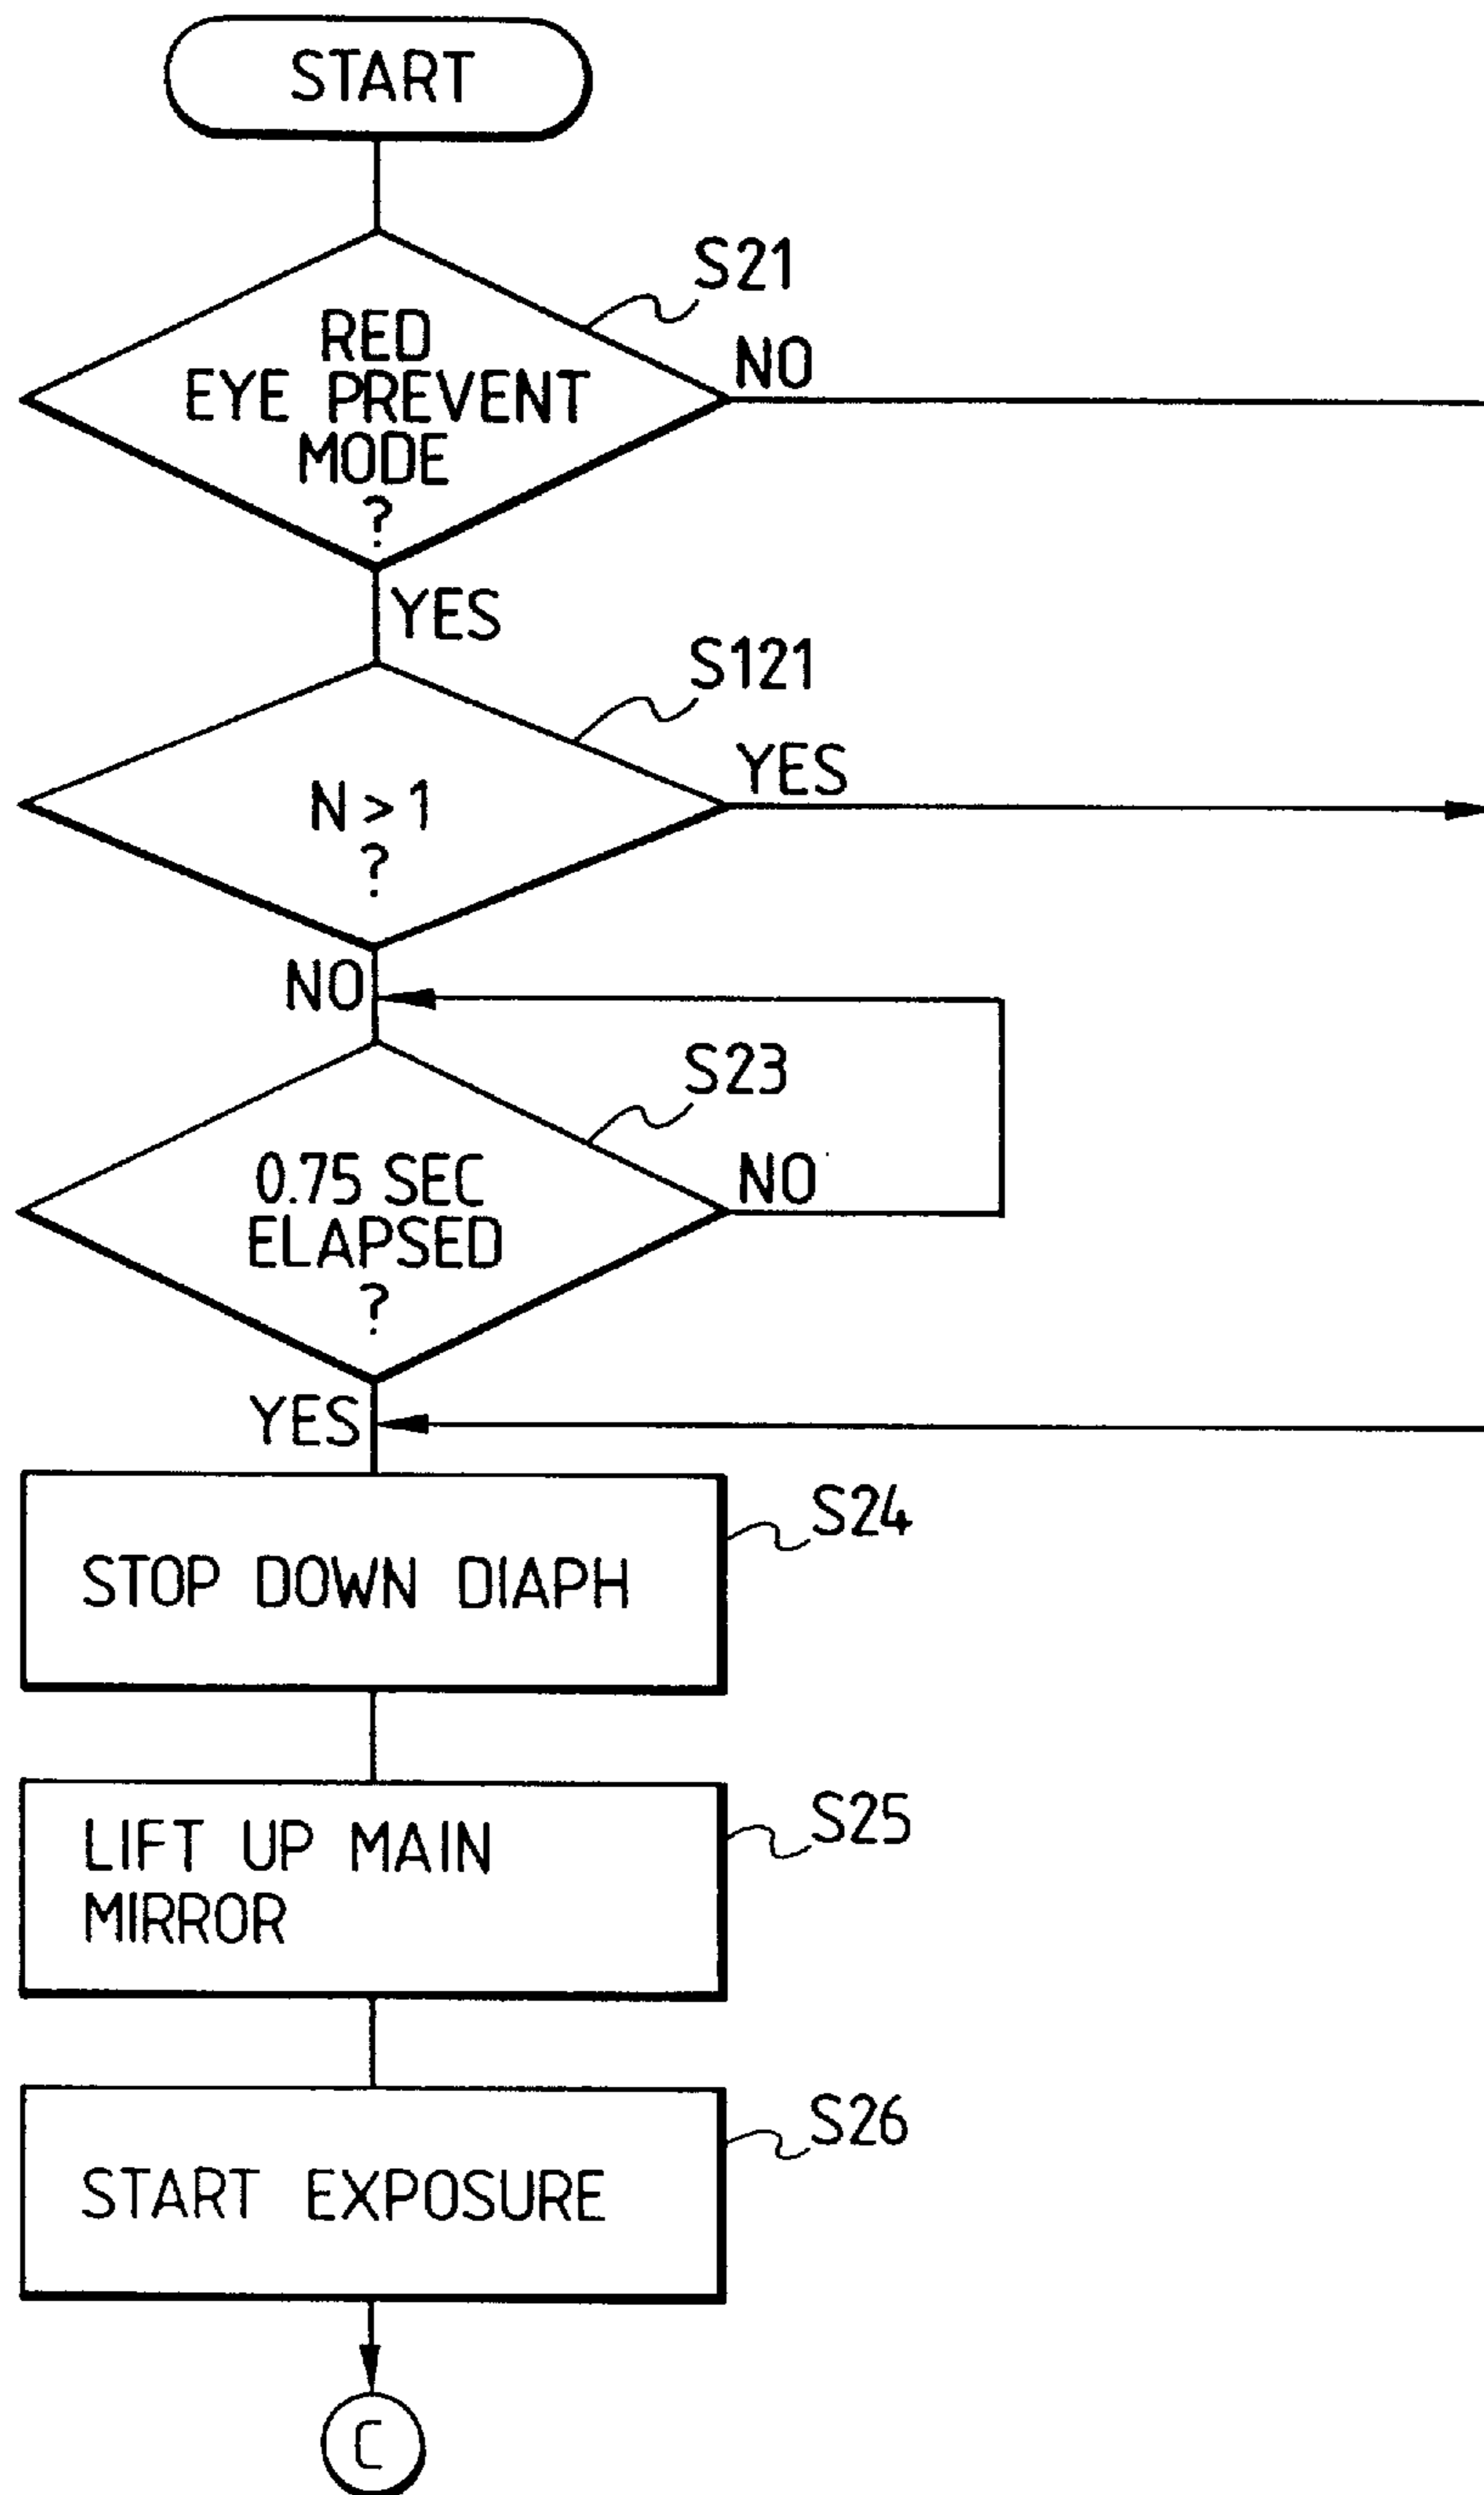 START
S21
RED
EYE PREVENT
MODE
?
NO
YES
S121
N > 1
?
YES
NO
S23
0.75 SEC
ELAPSED
?
NO
YES
S24
STOP DOWN DIAPH
S25
LIFT UP MAIN
MIRROR
S26
START EXPOSURE
C